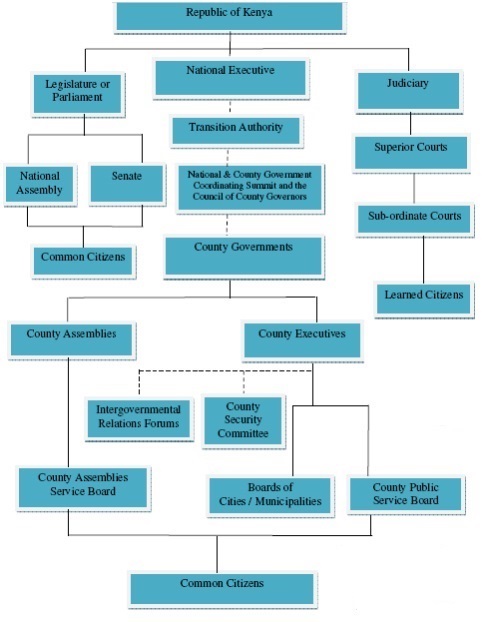 Republic of Kenya
Legislature or
Parliament
National Executive
Judiciary
Transition Authority
Superior Courts
National
Assembly
Senate
National & County Government
Coordinating Summit and the
Council of County Governors
Sub-ordinate Courts
Common Citizens
County Governments
Learned Citizens
County Assemblies
County Executives
Intergovernmental
Relations Forums
County
Security
Committee
County Assemblies
Service Board
Boards of
Cities / Municipalities
County Public
Service Board
Common Citizens